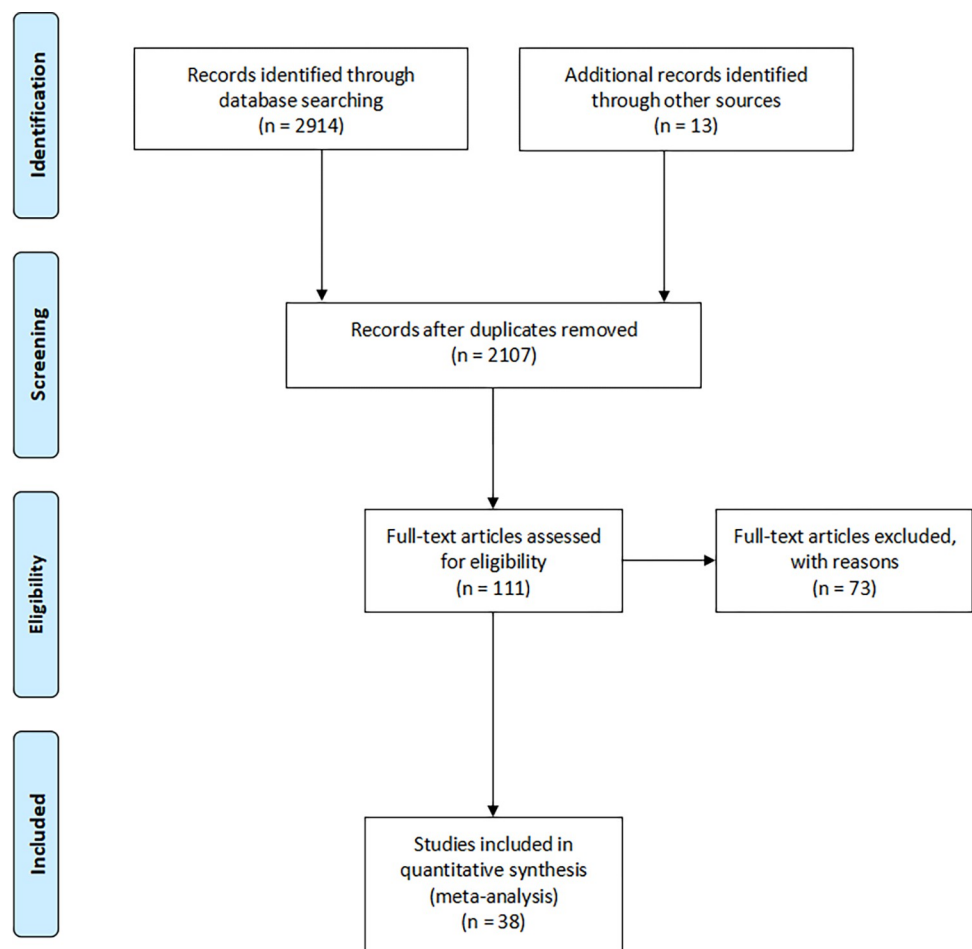 Identification
Records identified through
database searching
(n = 2914)
Additional records identified
through other sources
(n = 13)
Screening
Records after duplicates removed
(n = 2107)
Eligibility
Full-text articles assessed
for eligibility
(n = 111)
Full-text articles excluded,
with reasons
(n = 73)
Included
Studies included in
quantitative synthesis
(meta-analysis)
(n = 38)